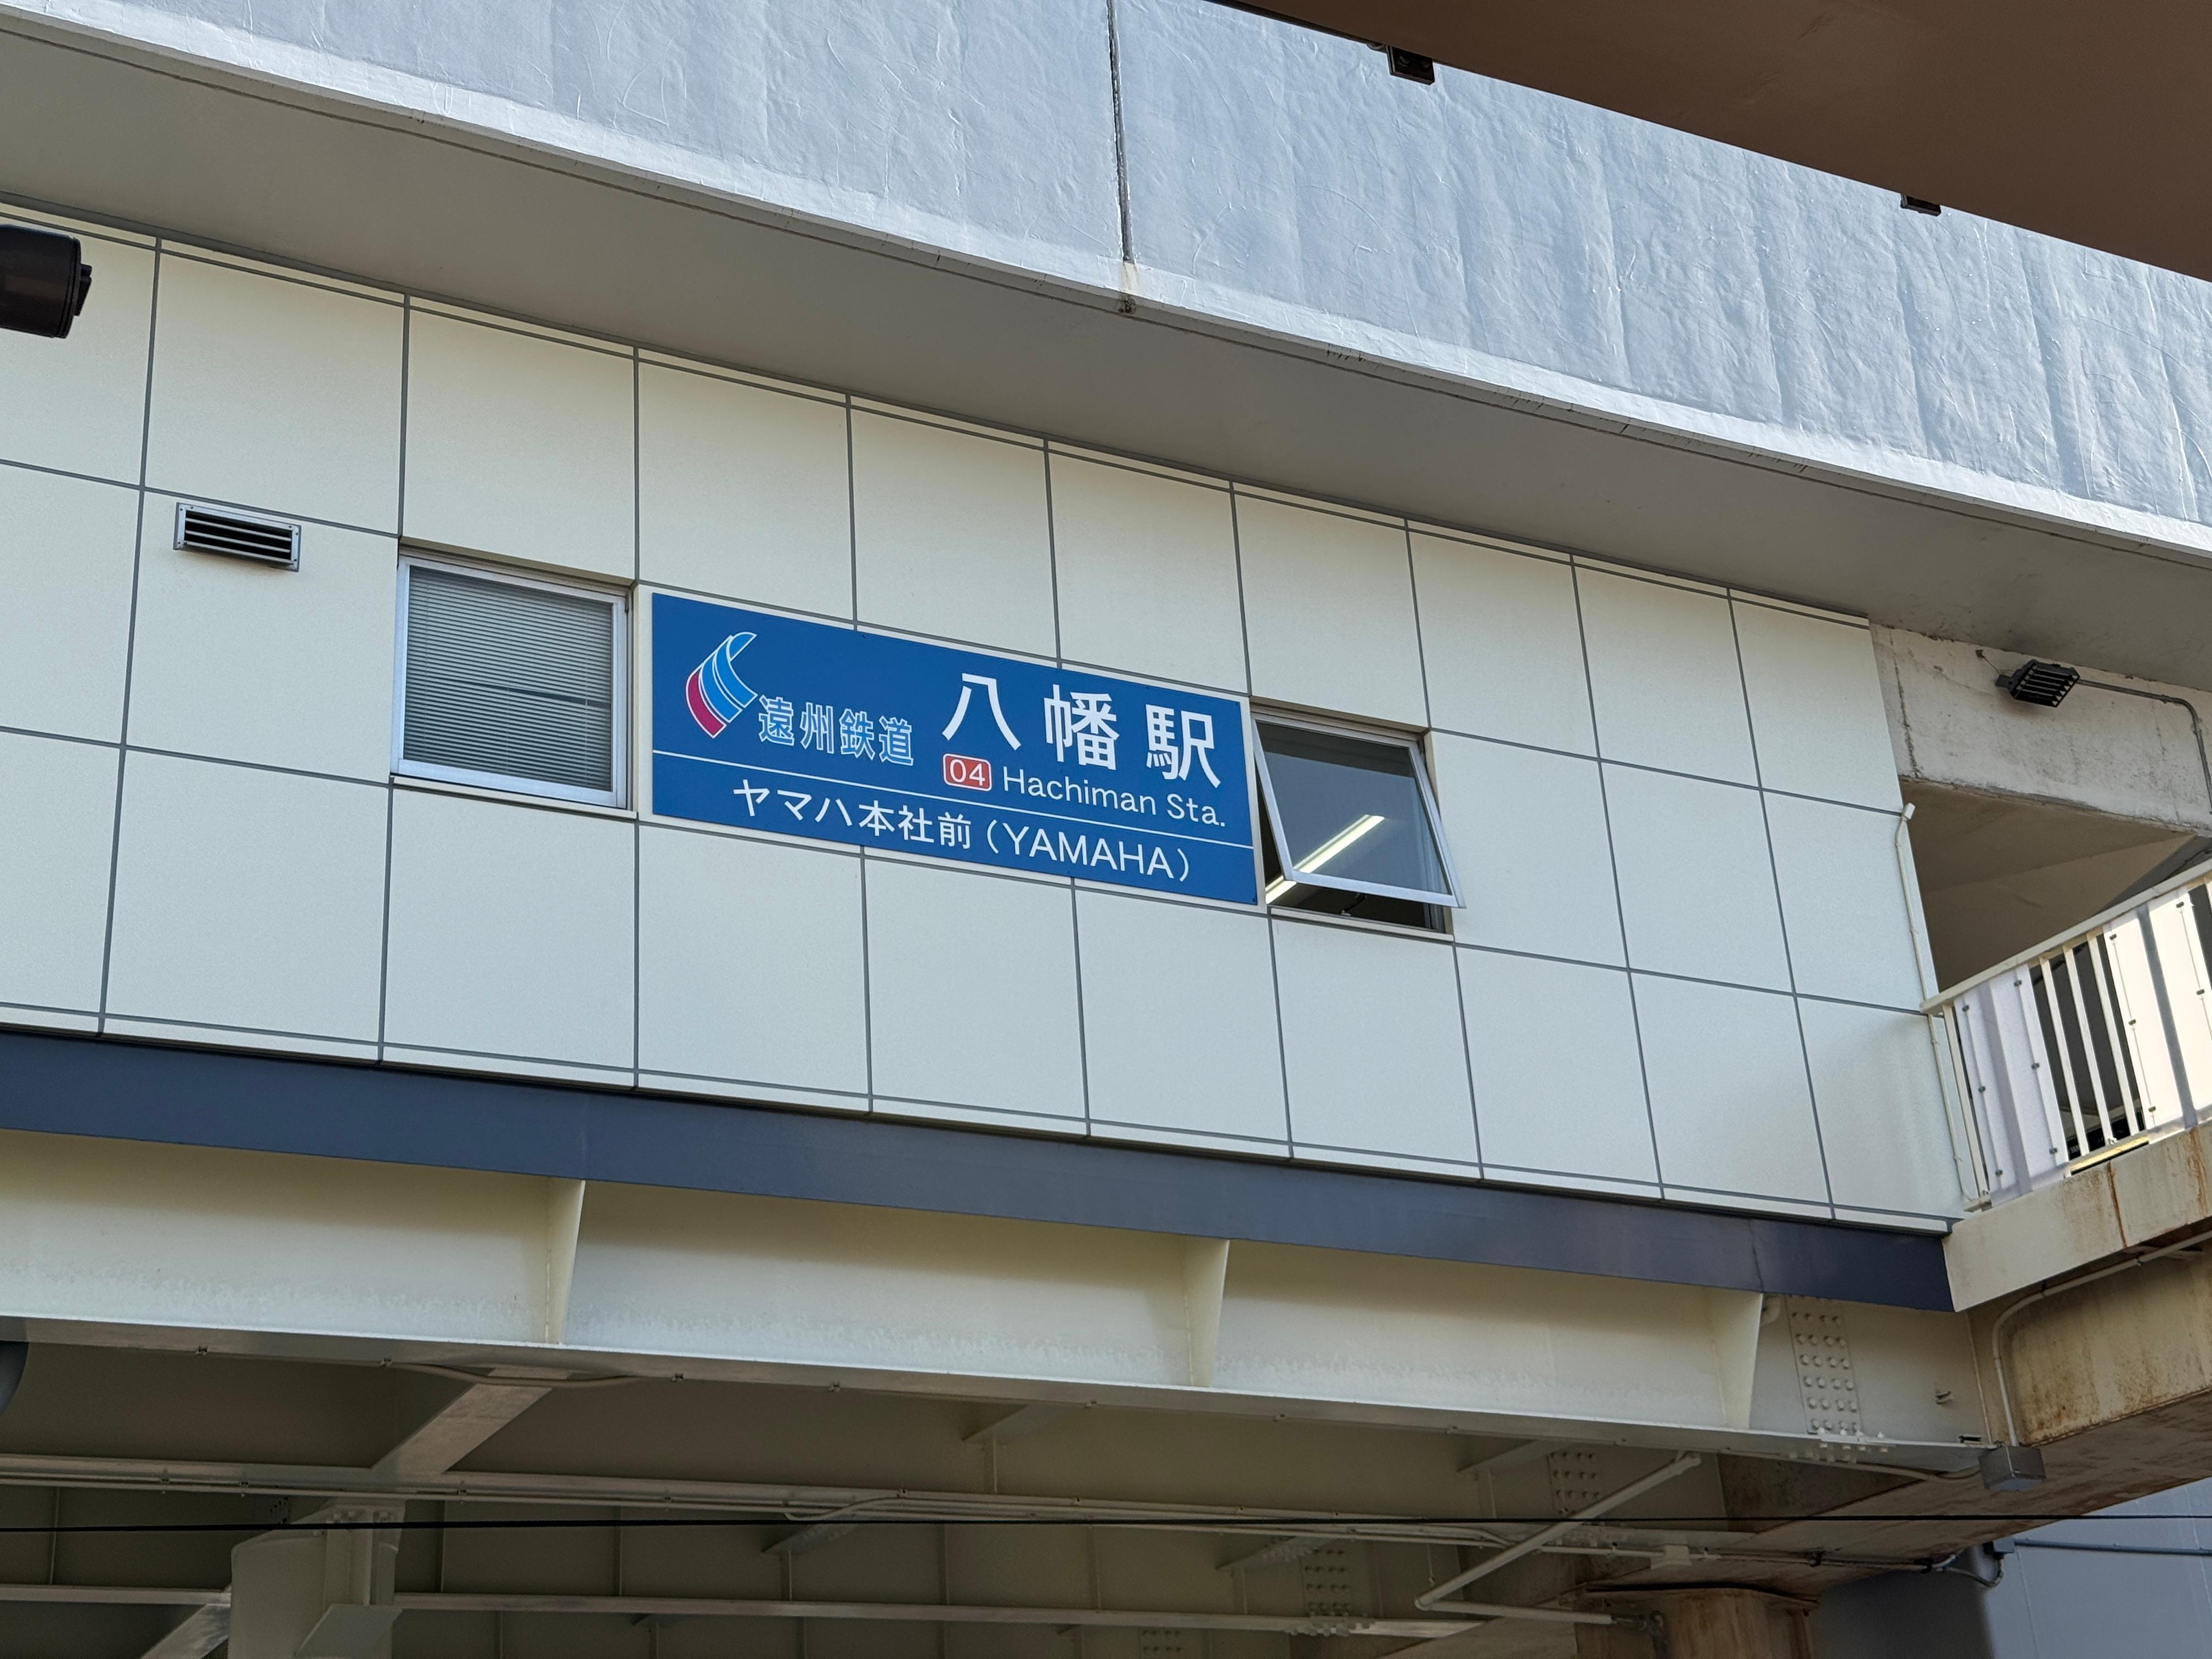 遠州鉄道
八幡駅
04 Hachiman Sta.
ヤマハ本社前（YAMAHA）